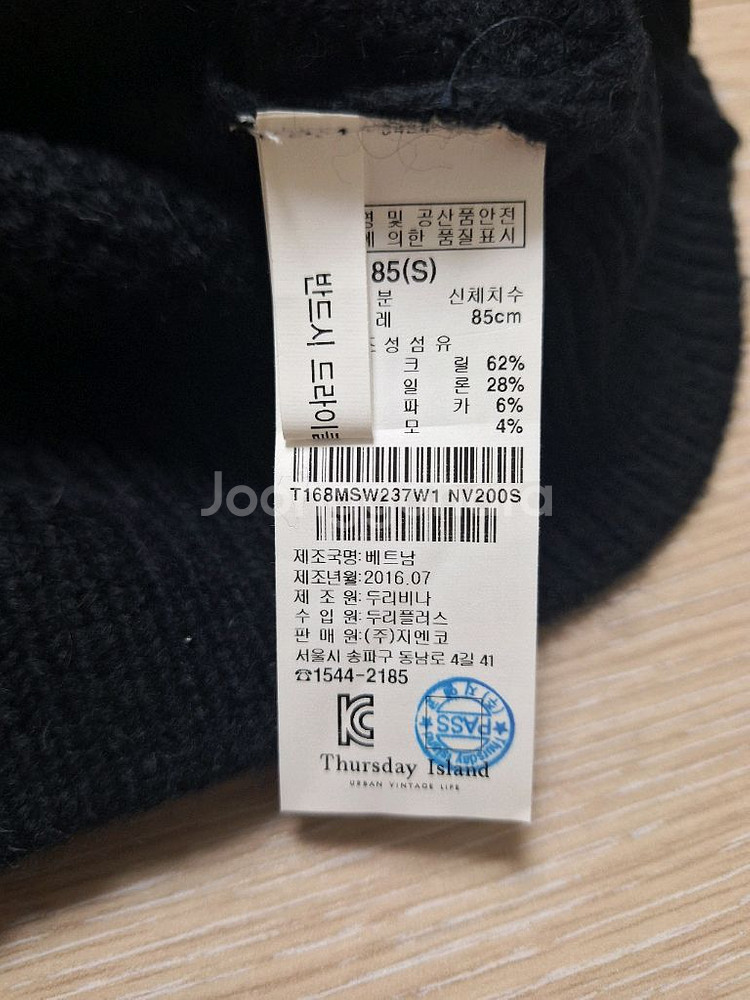 및 공산품안전
의한 품질표시
85(S)
분 신체치수
레 85cm
조성섬유
크 릴 62%
일 론 28%
파 카 6%
모 4%
반드시 드라이
T168MSW237W1 NV200S
Joonggonara
제조국명:베트남
제조년월:2016.07
제 조 원:두리비나
수 입 원:두리플러스
판 매 원:(주)지엔코
서울시 송파구 동남로 4길 41
☎1544-2185
PASS
Thursday Island
Thursday Island
URBAN VINTAGE LIFE